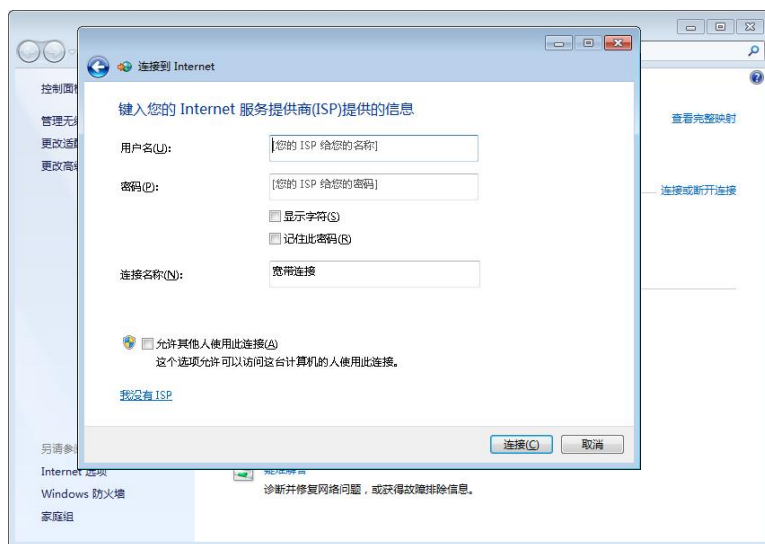 连接到 Internet
控制面
键入您的 Internet 服务提供商(ISP)提供的信息
管理无
查看完整映射
用户名(U):
[您的 ISP 给您的名称]
更改适
更改高
密码(P):
[您的 ISP 给您的密码]
连接或断开连接
显示字符(S)
记住此密码(R)
连接名称(N):
宽带连接
允许其他人使用此连接(A)
这个选项允许可以访问这台计算机的人使用此连接。
我没有 ISP
连接(C)
取消
另请参
Internet 选项
疑难解答
Windows 防火墙
诊断并修复网络问题，或获得故障排除信息。
家庭组